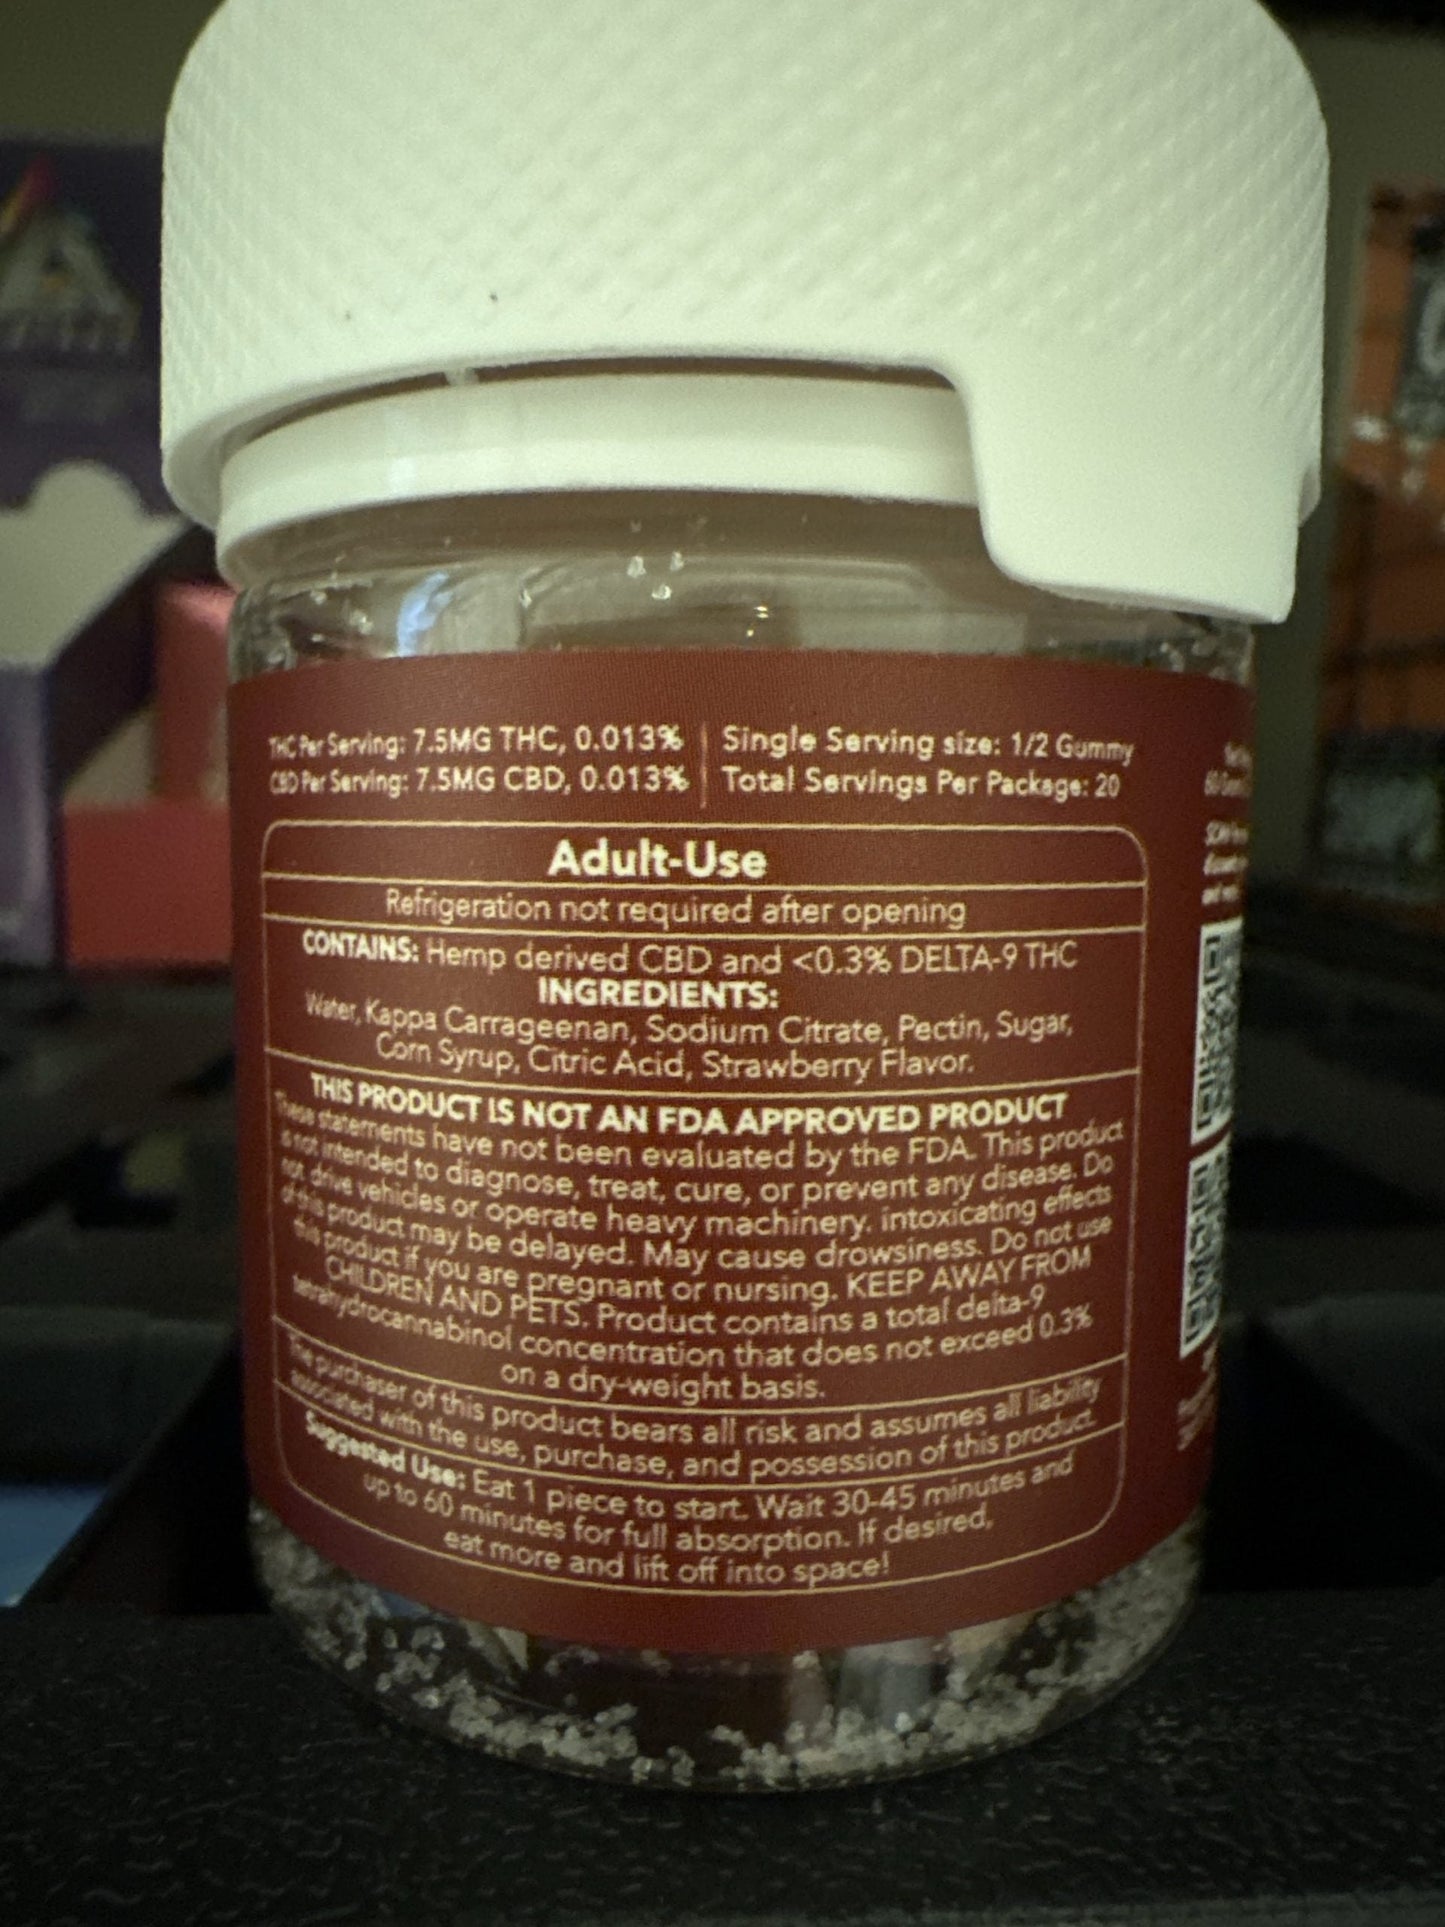 THC Per Serving: 7.5MG THC, 0.013% | Single Serving size: 1/2 Gummy
CBD Per Serving: 7.5MG CBD, 0.013% | Total Servings Per Package: 20
Adult-Use
Refrigeration not required after opening
CONTAINS: Hemp derived CBD and <0.3% DELTA-9 THC
INGREDIENTS:
Water, Kappa Carrageenan, Sodium Citrate, Pectin, Sugar,
Corn Syrup, Citric Acid, Strawberry Flavor.
THIS PRODUCT IS NOT AN FDA APPROVED PRODUCT
These statements have not been evaluated by the FDA. This product
is not intended to diagnose, treat, cure, or prevent any disease. Do
not drive vehicles or operate heavy machinery. intoxicating effects
of this product may be delayed. May cause drowsiness. Do not use
this product if you are pregnant or nursing. KEEP AWAY FROM
CHILDREN AND PETS. Product contains a total delta-9
tetrahydrocannabinol concentration that does not exceed 0.3%
on a dry-weight basis.
The purchaser of this product bears all risk and assumes all liability
associated with the use, purchase, and possession of this product.
Suggested Use: Eat 1 piece to start. Wait 30-45 minutes and
up to 60 minutes for full absorption. If desired,
eat more and lift off into space!